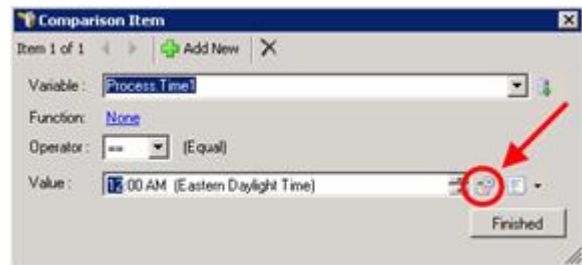 Comparison Item
Item 1 of 1 Add New
Variable : Process.Time1
Function: None
Operator : == (Equal)
Value : 12:00 AM (Eastern Daylight Time)
Finished